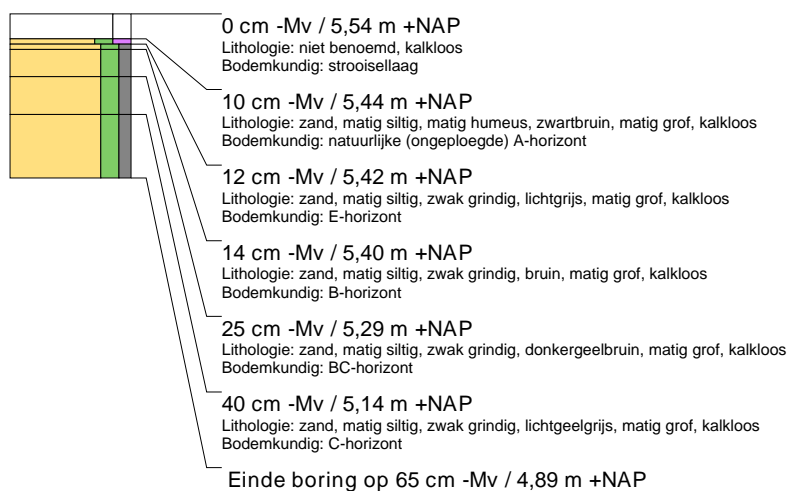 0 cm -Mv / 5,54 m +NAP
Lithologie: niet benoemd, kalkloos
Bodemkundig: strooisellaag
10 cm -Mv / 5,44 m +NAP
Lithologie: zand, matig siltig, matig humeus, zwartbruin, matig grof, kalkloos
Bodemkundig: natuurlijke (ongeploegde) A-horizont
12 cm -Mv / 5,42 m +NAP
Lithologie: zand, matig siltig, zwak grindig, lichtgrijs, matig grof, kalkloos
Bodemkundig: E-horizont
14 cm -Mv / 5,40 m +NAP
Lithologie: zand, matig siltig, zwak grindig, bruin, matig grof, kalkloos
Bodemkundig: B-horizont
25 cm -Mv / 5,29 m +NAP
Lithologie: zand, matig siltig, zwak grindig, donkergeelbruin, matig grof, kalkloos
Bodemkundig: BC-horizont
40 cm -Mv / 5,14 m +NAP
Lithologie: zand, matig siltig, zwak grindig, lichtgeelgrijs, matig grof, kalkloos
Bodemkundig: C-horizont
Einde boring op 65 cm -Mv / 4,89 m +NAP